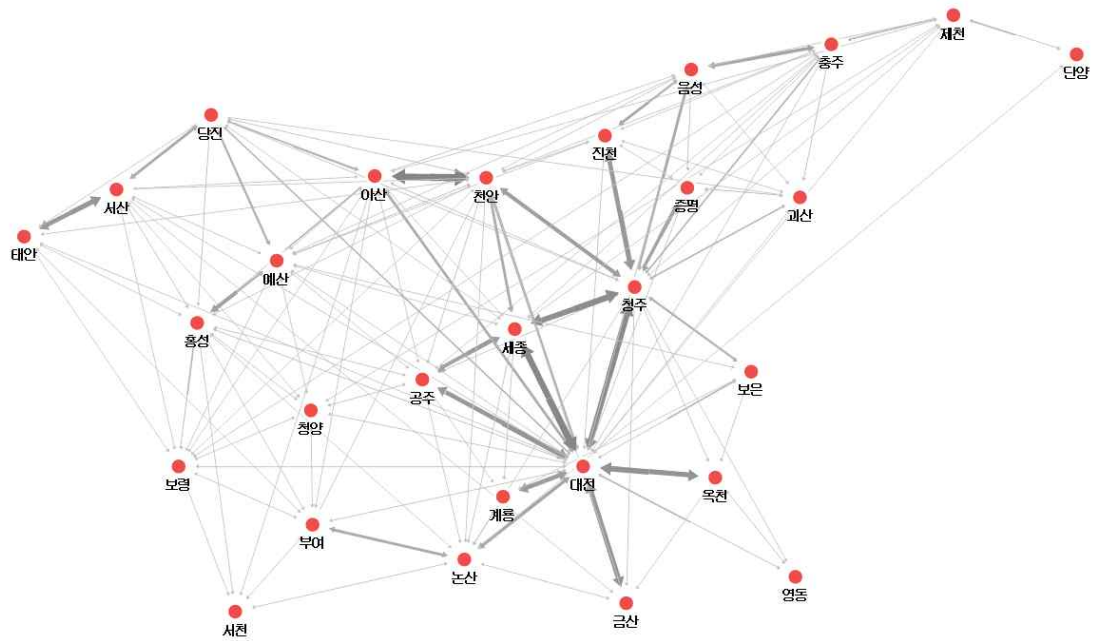 제천
충주
단양
음성
당진
진천
아산
천안
서산
증평
괴산
태안
예산
청주
홍성
세종
보은
공주
청양
보령
대전
옥천
계룡
부여
논산
영동
금산
서천